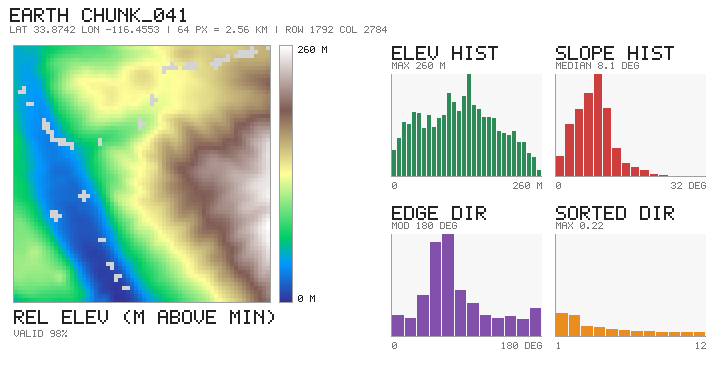 EARTH CHUNK_041
LAT 33.8742 LON -116.4553 | 64 PX = 2.56 KM | ROW 1792 COL 2784
260 M
0 M
REL ELEV (M ABOVE MIN)
VALID 98%
ELEV HIST
MAX 260 M
0 260 M
SLOPE HIST
MEDIAN 8.1 DEG
0 32 DEG
EDGE DIR
MOD 180 DEG
0 180 DEG
SORTED DIR
MAX 0.22
1 12